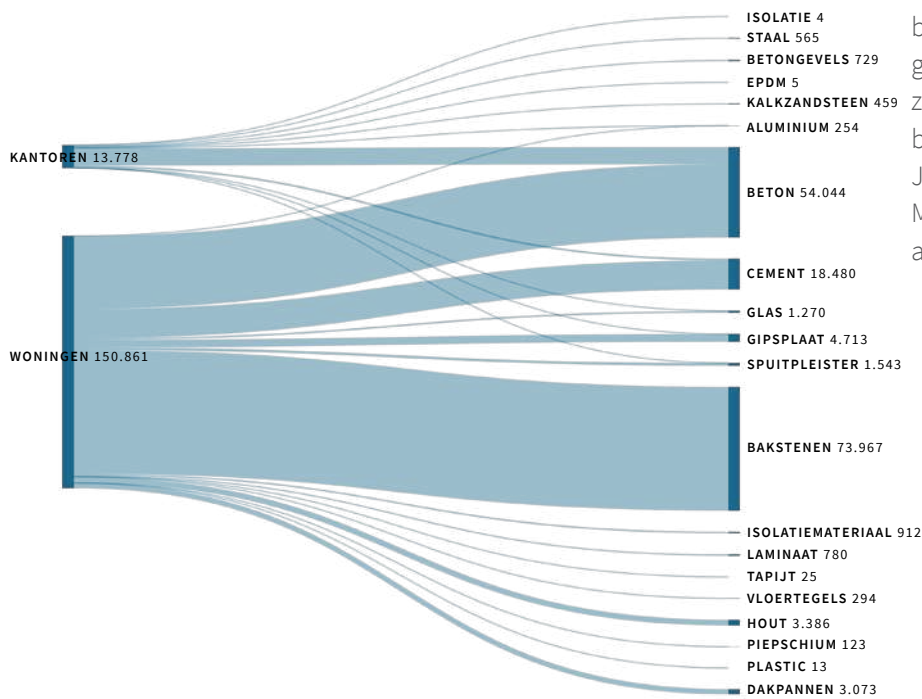 KANTOREN 13.778
WONINGEN 150.861
ISOLATIE 4
STAAL 565
BETONGEVELS 729
EPDM 5
KALKZANDSTEEN 459
ALUMINIUM 254
BETON 54.044
CEMENT 18.480
GLAS 1.270
GIPSPLAAT 4.713
SPUITPLEISTER 1.543
BAKSTENEN 73.967
ISOLATIEMATERIAAL 912
LAMINAAT 780
TAPIJT 25
VLOERTEGELS 294
HOUT 3.386
PIEPSCHIUM 123
PLASTIC 13
DAKPANNEN 3.073